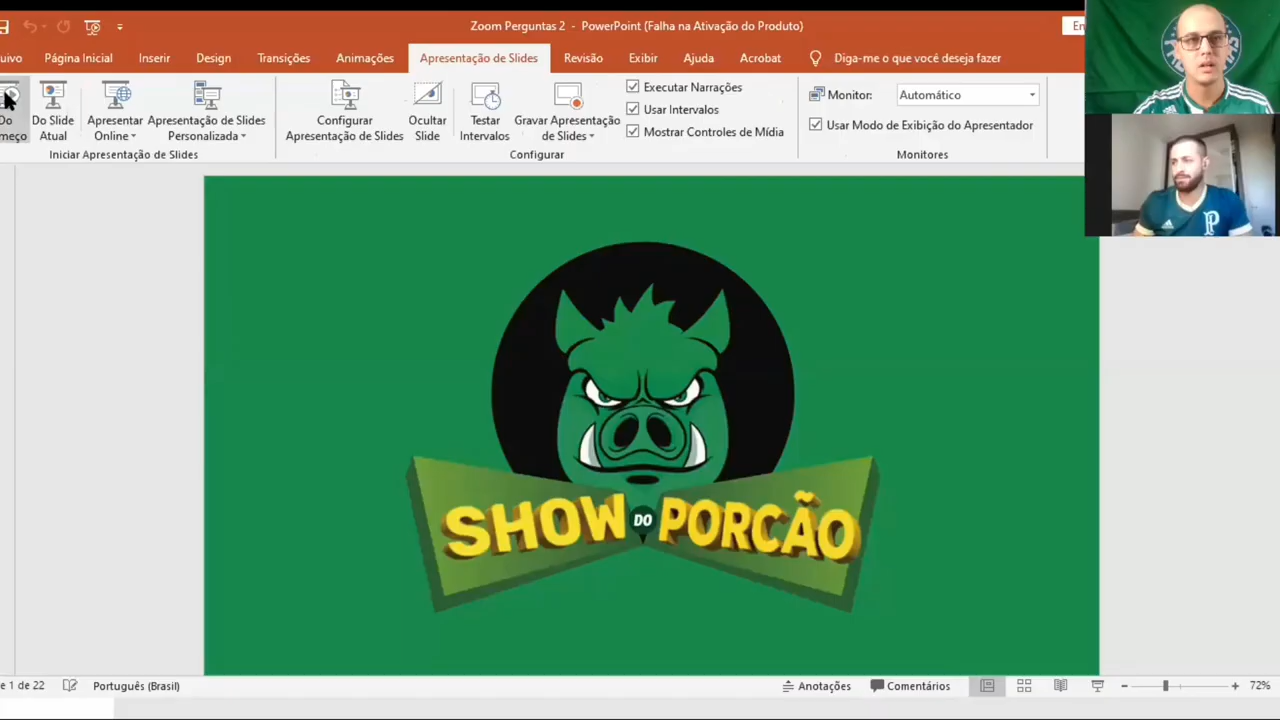 Zoom Perguntas 2 - PowerPoint (Falha na Ativação do Produto)
En
uivo Página Inicial Inserir Design Transições Animações Apresentação de Slides Revisão Exibir Ajuda Acrobat Diga-me o que você deseja fazer
Do
meço
Do Slide
Atual
Apresentar
Online
Apresentação de Slides
Personalizada
Iniciar Apresentação de Slides
Configurar
Apresentação de Slides
Ocultar
Slide
Testar
Intervalos
Gravar Apresentação
de Slides
Executar Narrações
Usar Intervalos
Mostrar Controles de Mídia
Configurar
Monitor: Automático
Usar Modo de Exibição do Apresentador
Monitores
P
SHOW DO PORCÃO
e 1 de 22 Português (Brasil) Anotações Comentários 72%